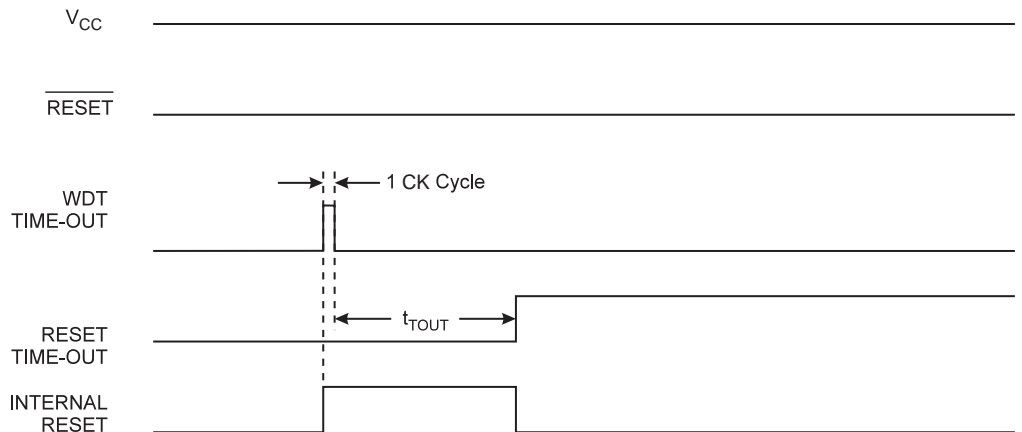 VCC
RESET
1 CK Cycle
WDT
TIME-OUT
tTOUT
RESET
TIME-OUT
INTERNAL
RESET